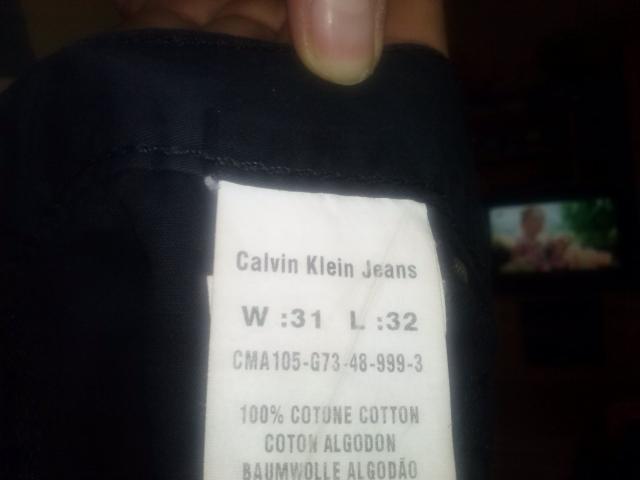 Calvin Klein Jeans
W :31 L :32
CMA105-G73-48-999-3
100% COTONE COTTON
COTON ALGODON
BAUMWOLLE ALGODÃO